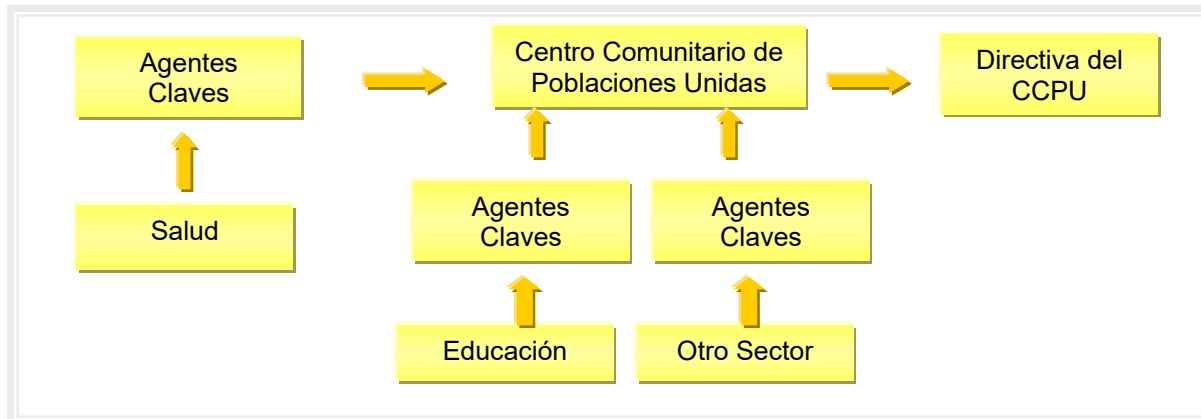 Agentes
Claves
Centro Comunitario de
Poblaciones Unidas
Directiva del
CCPU
Salud
Agentes
Claves
Agentes
Claves
Educación
Otro Sector